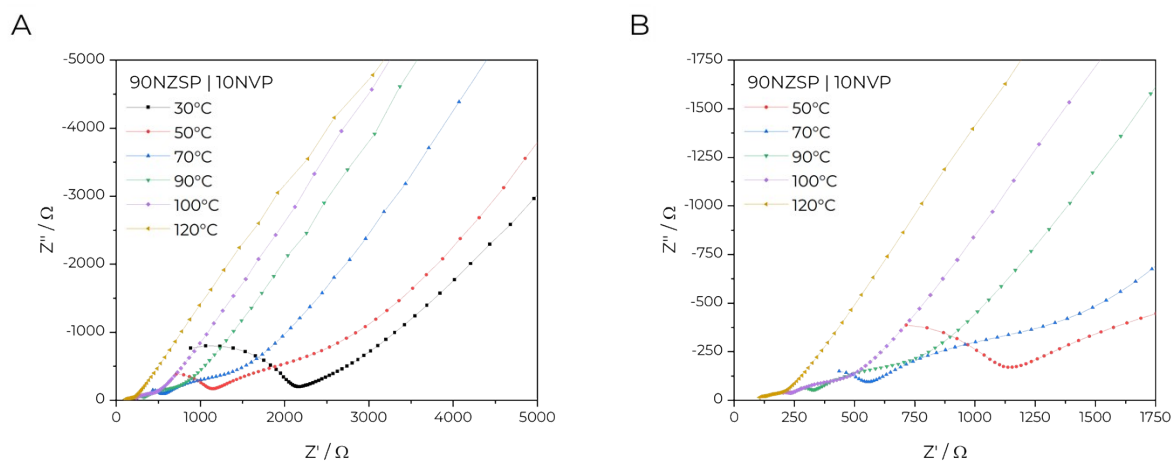 A
-5000
-4000
-3000
-2000
-1000
0
0
1000
2000
3000
4000
5000
Z'' / Ω
Z' / Ω
90NZSP | 10NVP
30°C
50°C
70°C
90°C
100°C
120°C
B
-1750
-1500
-1250
-1000
-750
-500
-250
0
0
250
500
750
1000
1250
1500
1750
Z'' / Ω
Z' / Ω
90NZSP | 10NVP
50°C
70°C
90°C
100°C
120°C